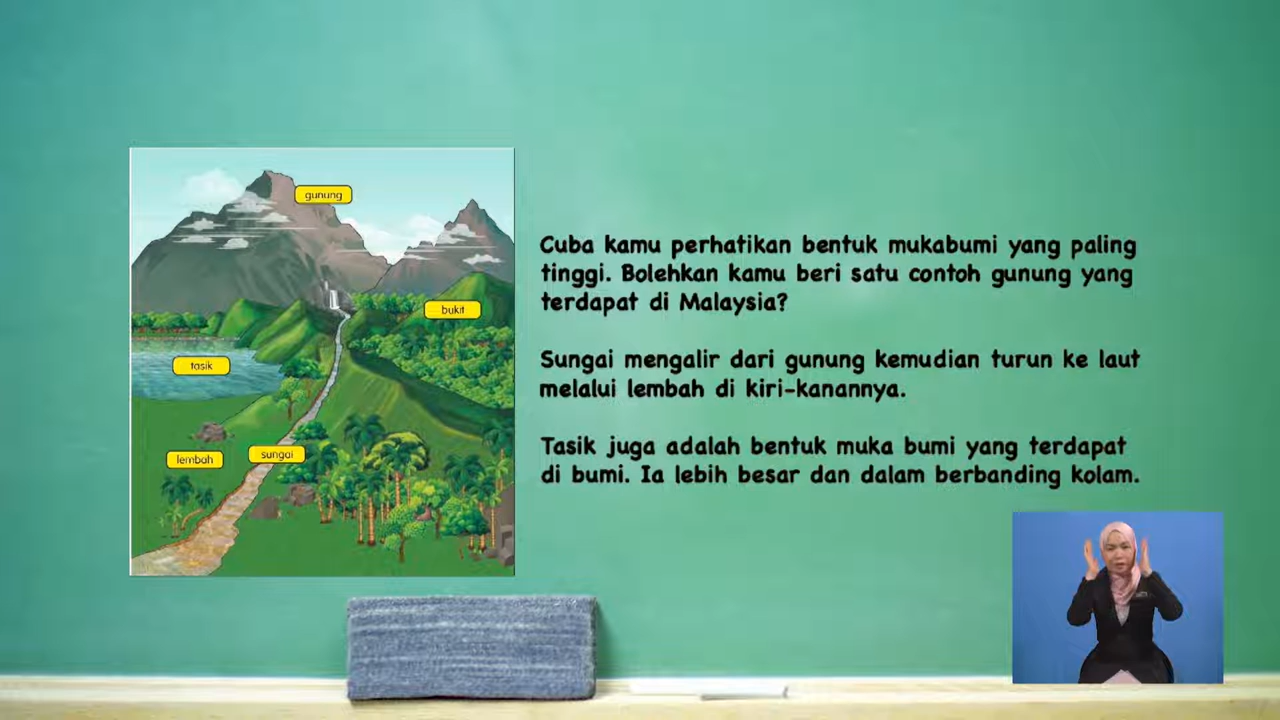 gunung
bukit
tasik
lembah
sungai
Cuba kamu perhatikan bentuk mukabumi yang paling
tinggi. Bolehkan kamu beri satu contoh gunung yang
terdapat di Malaysia?
Sungai mengalir dari gunung kemudian turun ke laut
melalui lembah di kiri-kanannya.
Tasik juga adalah bentuk muka bumi yang terdapat
di bumi. Ia lebih besar dan dalam berbanding kolam.